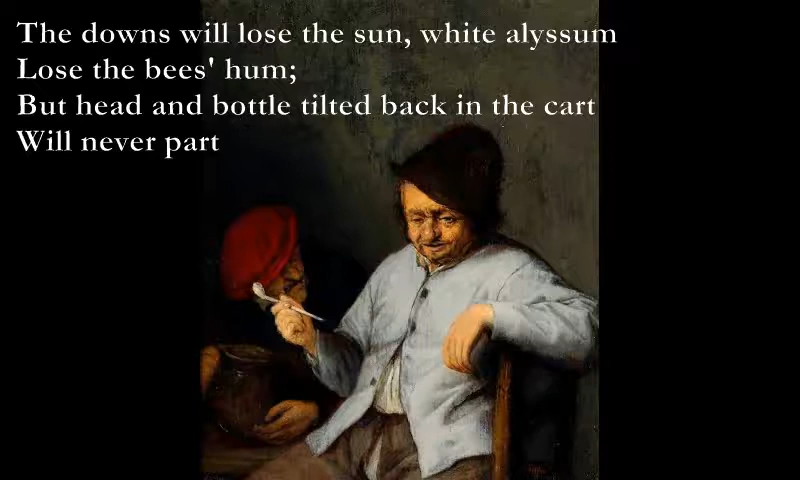 The downs will lose the sun, white alyssum
Lose the bees' hum;
But head and bottle tilted back in the cart
Will never part